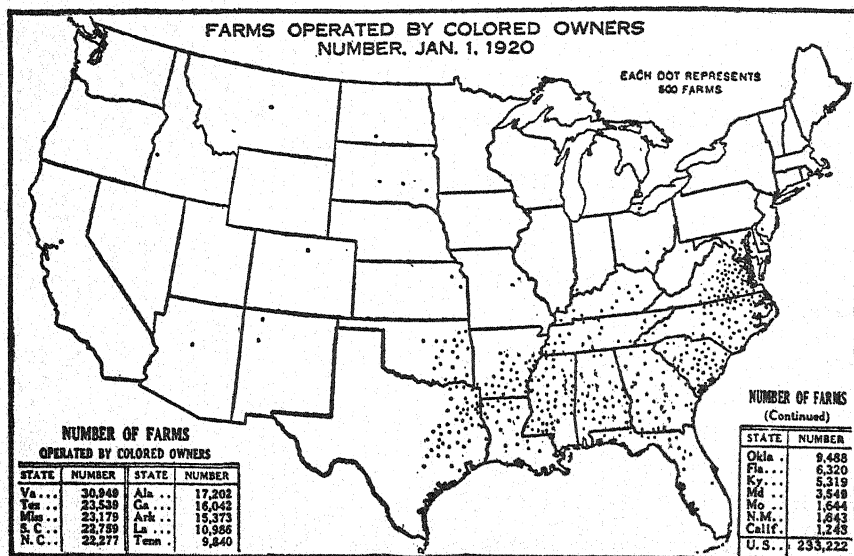 FARMS OPERATED BY COLORED OWNERS
NUMBER, JAN. 1, 1920
EACH DOT REPRESENTS
500 FARMS
NUMBER OF FARMS
OPERATED BY COLORED OWNERS
STATE NUMBER STATE NUMBER
Va... 30,949 Ala.. 17,202
Tex.. 23,539 Ga... 16,042
Miss.. 23,179 Ark.. 15,373
S. C.. 22,759 La... 10,986
N. C.. 22,277 Tenn. 9,840
NUMBER OF FARMS
(Continued)
STATE NUMBER
Okla.. 9,488
Fla... 6,320
Ky... 5,319
Md... 3,549
Mo... 1,644
N.M.. 1,643
Calif. 1,243
U. S.. 233,222